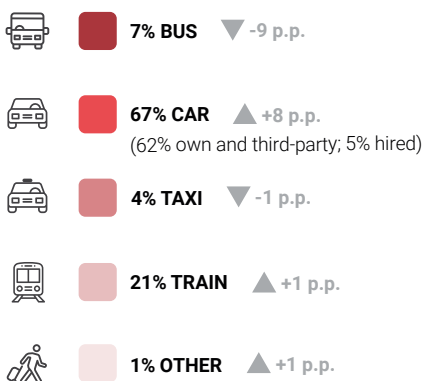 7% BUS ▼ -9 p.p.
67% CAR ▲ +8 p.p.
(62% own and third-party; 5% hired)
4% TAXI ▼ -1 p.p.
21% TRAIN ▲ +1 p.p.
1% OTHER ▲ +1 p.p.